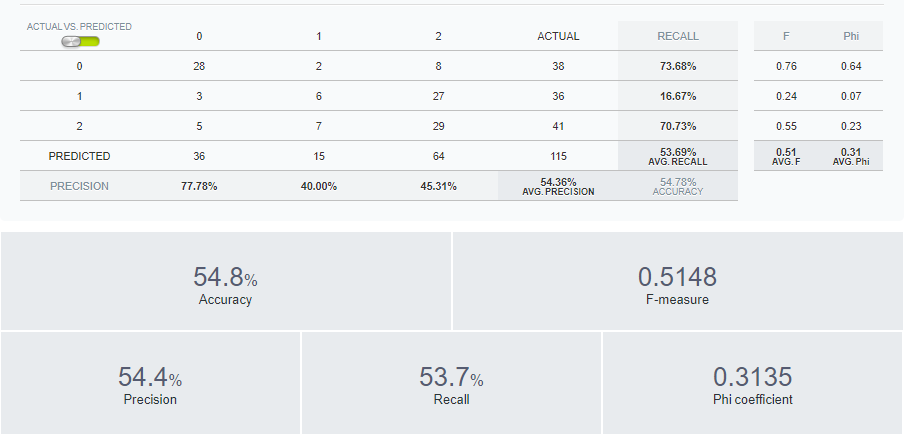 ACTUAL VS. PREDICTED 0 1 2 ACTUAL RECALL F Phi
0 28 2 8 38 73.68% 0.76 0.64
1 3 6 27 36 16.67% 0.24 0.07
2 5 7 29 41 70.73% 0.55 0.23
PREDICTED 36 15 64 115 53.69% 0.51 0.31
AVG. RECALL AVG. F AVG. Phi
PRECISION 77.78% 40.00% 45.31% 54.36% 54.78%
AVG. PRECISION ACCURACY
54.8% 0.5148
Accuracy F-measure
54.4% 53.7% 0.3135
Precision Recall Phi coefficient